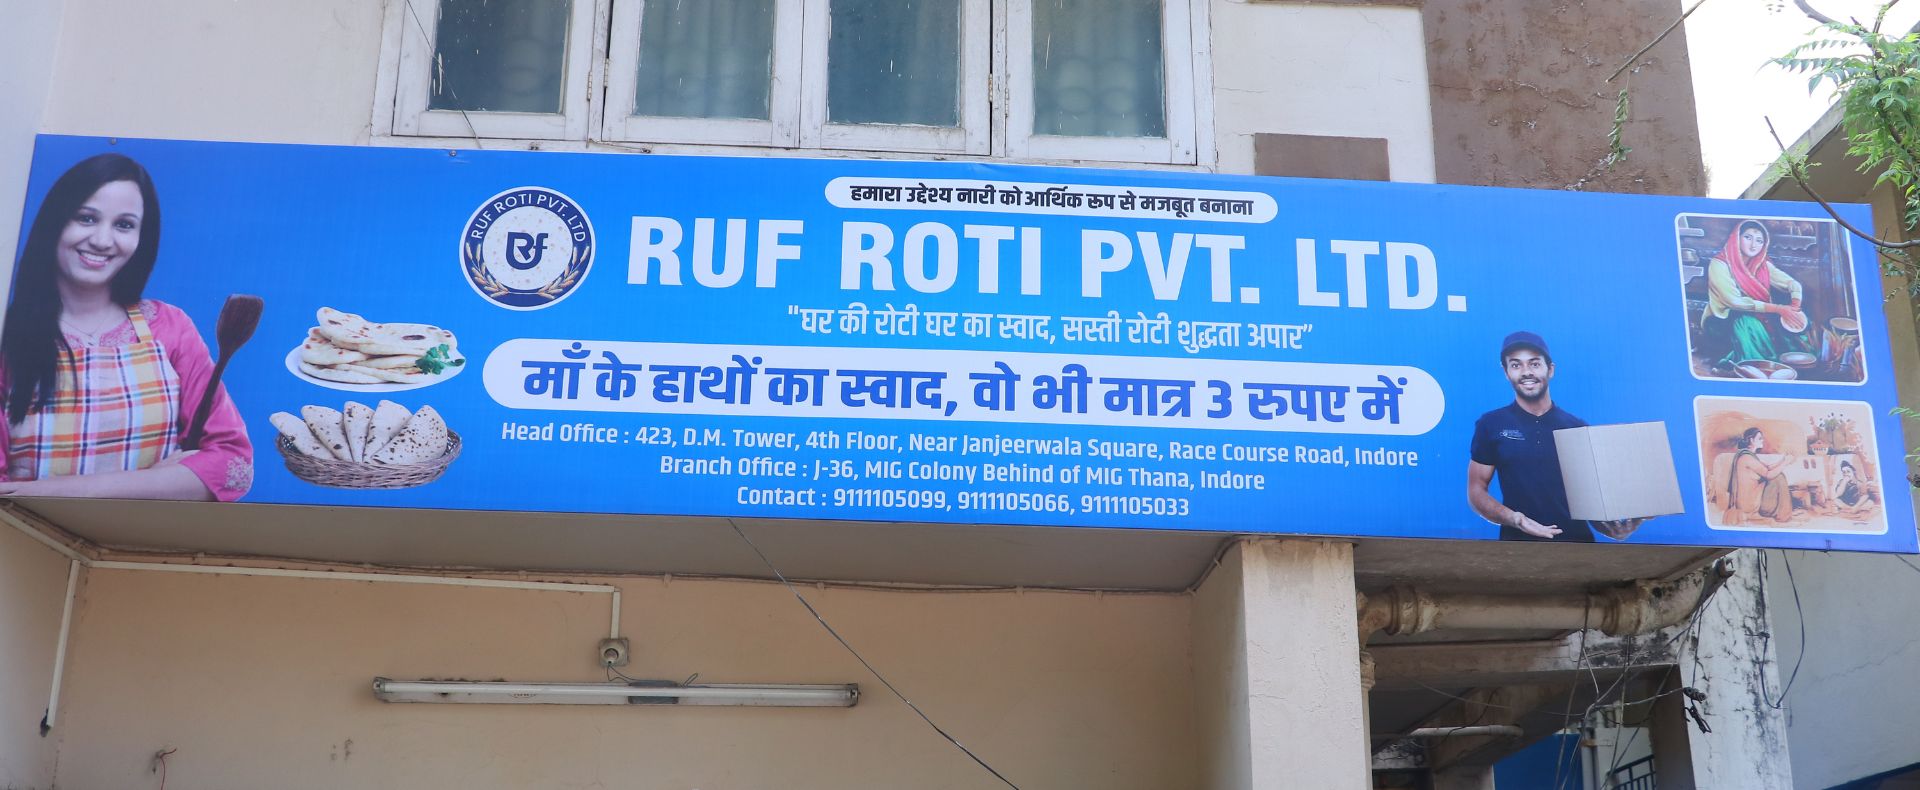 हमारा उद्देश्य नारी को आर्थिक रूप से मजबूत बनाना
RUF ROTI PVT. LTD
Rf
RUF ROTI PVT. LTD.
"घर की रोटी घर का स्वाद, सस्ती रोटी शुद्धता अपार”
माँ के हाथों का स्वाद, वो भी मात्र 3 रुपए में
Head Office : 423, D.M. Tower, 4th Floor, Near Janjeerwala Square, Race Course Road, Indore
Branch Office : J-36, MIG Colony Behind of MIG Thana, Indore
Contact : 9111105099, 9111105066, 9111105033